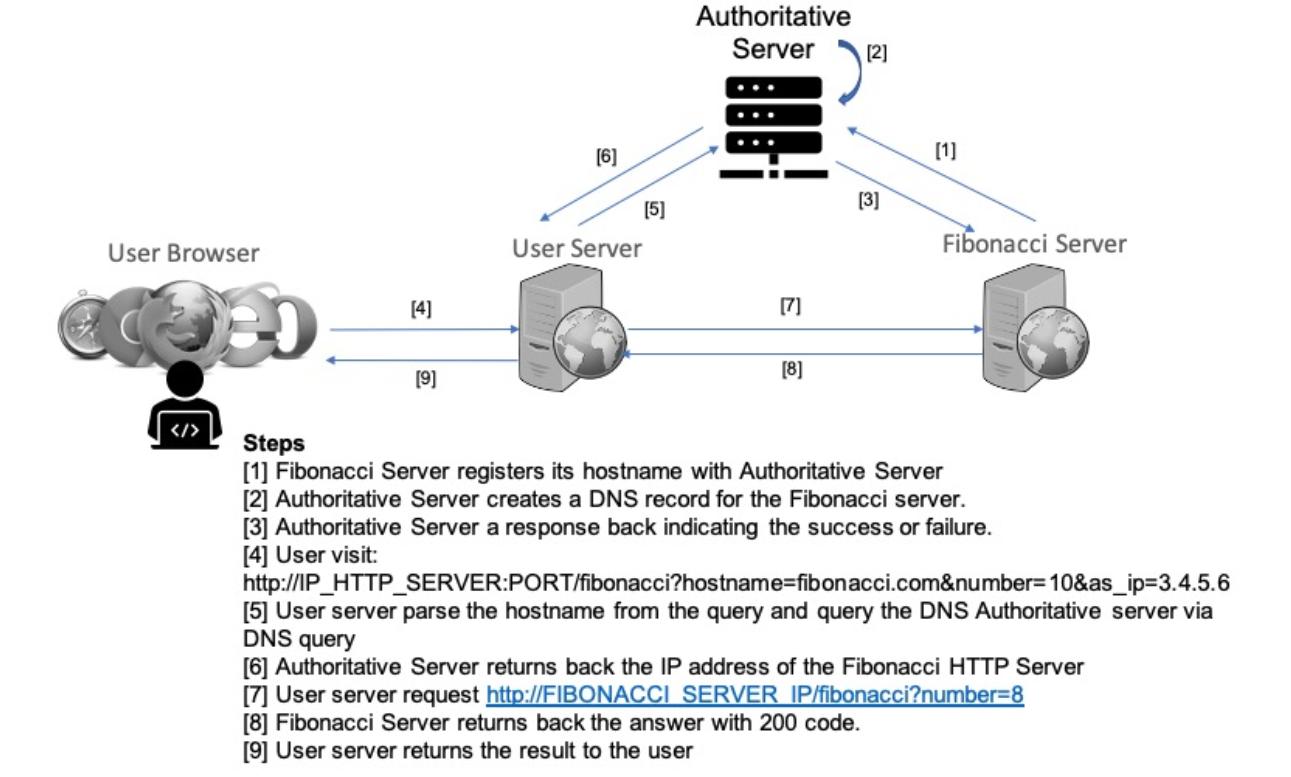 Authoritative
Server
[2]
[6]
[1]
[5]
[3]
User Browser
User Server
Fibonacci Server
[4]
[7]
[9]
[8]
</>
Steps
[1] Fibonacci Server registers its hostname with Authoritative Server
[2] Authoritative Server creates a DNS record for the Fibonacci server.
[3] Authoritative Server a response back indicating the success or failure.
[4] User visit:
http://IP_HTTP_SERVER:PORT/fibonacci?hostname=fibonacci.com&number=10&as_ip=3.4.5.6
[5] User server parse the hostname from the query and query the DNS Authoritative server via
DNS query
[6] Authoritative Server returns back the IP address of the Fibonacci HTTP Server
[7] User server request http://FIBONACCI_SERVER_IP/fibonacci?number=8
[8] Fibonacci Server returns back the answer with 200 code.
[9] User server returns the result to the user